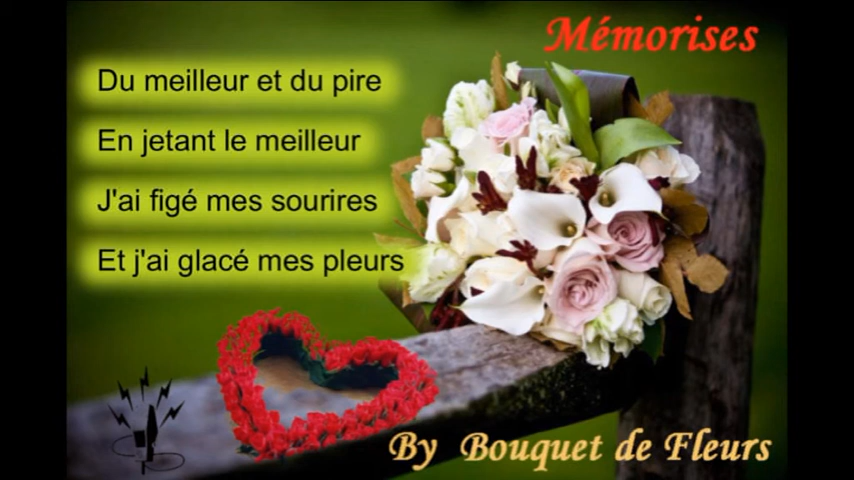 Mémorises
Du meilleur et du pire
En jetant le meilleur
J'ai figé mes sourires
Et j'ai glacé mes pleurs
By Bouquet de Fleurs